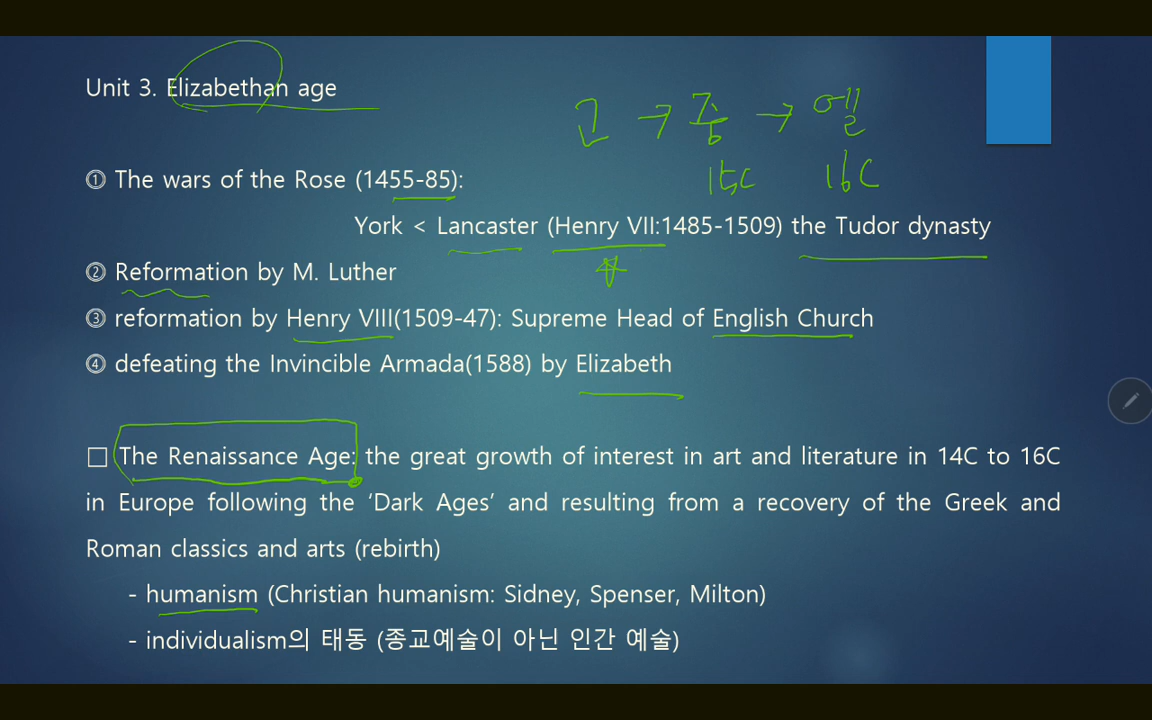 Unit 3. Elizabethan age
고 → 중 → 엘
15C 16C
① The wars of the Rose (1455-85):
York < Lancaster (Henry VII:1485-1509) the Tudor dynasty
② Reformation by M. Luther
③ reformation by Henry VIII(1509-47): Supreme Head of English Church
④ defeating the Invincible Armada(1588) by Elizabeth
□ The Renaissance Age: the great growth of interest in art and literature in 14C to 16C
in Europe following the ‘Dark Ages’ and resulting from a recovery of the Greek and
Roman classics and arts (rebirth)
- humanism (Christian humanism: Sidney, Spenser, Milton)
- individualism의 태동 (종교예술이 아닌 인간 예술)